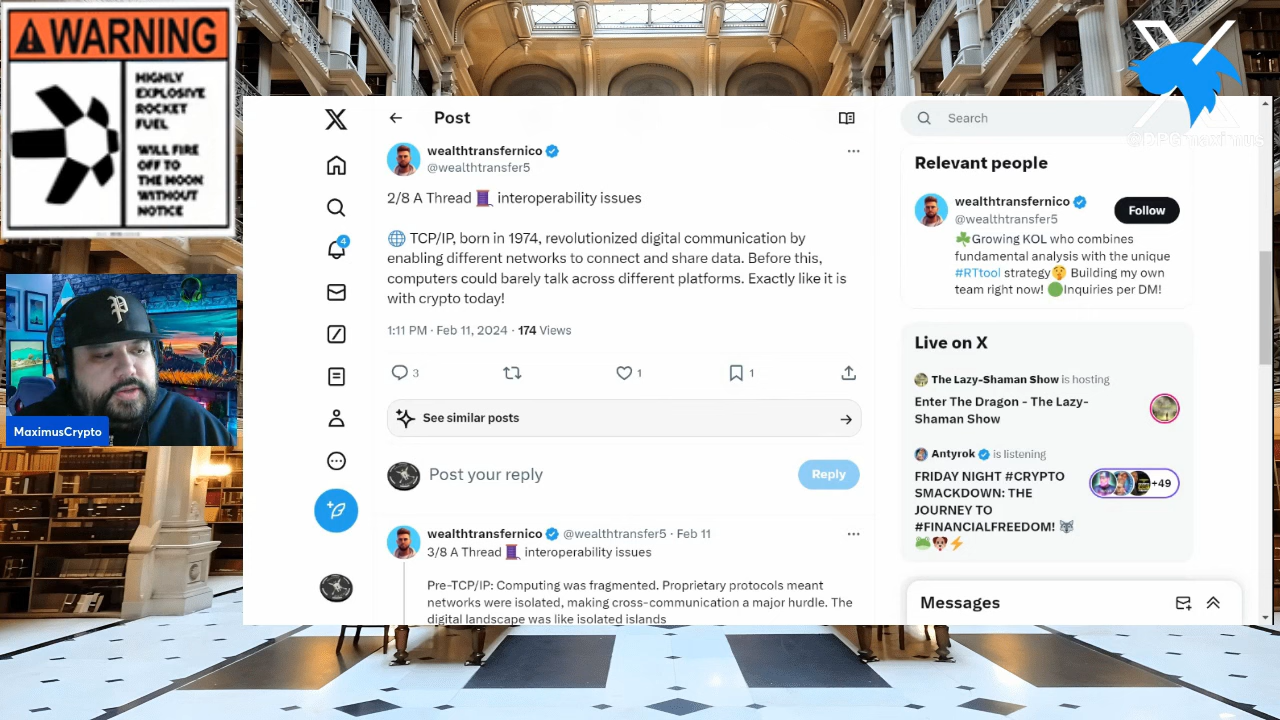 WARNING
HIGHLY
EXPLOSIVE
ROCKET
FUEL
WILL FIRE
OFF TO
THE MOON
WITHOUT
NOTICE
MaximusCrypto
Post
wealthtransfernico
@wealthtransfer5
2/8 A Thread 🧵 interoperability issues
🌐 TCP/IP, born in 1974, revolutionized digital communication by
enabling different networks to connect and share data. Before this,
computers could barely talk across different platforms. Exactly like it is
with crypto today!
1:11 PM · Feb 11, 2024 · 174 Views
3
1
1
See similar posts
Post your reply
Reply
wealthtransfernico @wealthtransfer5 · Feb 11
3/8 A Thread 🧵 interoperability issues
Pre-TCP/IP: Computing was fragmented. Proprietary protocols meant
networks were isolated, making cross-communication a major hurdle. The
digital landscape was like isolated islands
4
Search
Relevant people
wealthtransfernico
@wealthtransfer5
Follow
☘️Growing KOL who combines
fundamental analysis with the unique
#RTtool strategy🤫 Building my own
team right now! 🟢Inquiries per DM!
Live on X
The Lazy-Shaman Show is hosting
Enter The Dragon - The Lazy-
Shaman Show
Antyrok is listening
FRIDAY NIGHT #CRYPTO
SMACKDOWN: THE
JOURNEY TO
#FINANCIALFREEDOM! 🐺
🐸🐶⚡
+49
Messages